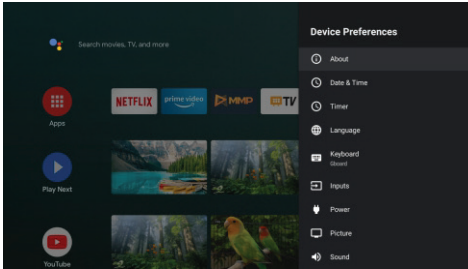 Device Preferences
Search movies, TV, and more
About
Date & Time
Timer
Language
Keyboard
Gboard
Inputs
Power
Picture
Sound
Apps
NETFLIX
prime video
MMP
TV
Play Next
YouTube